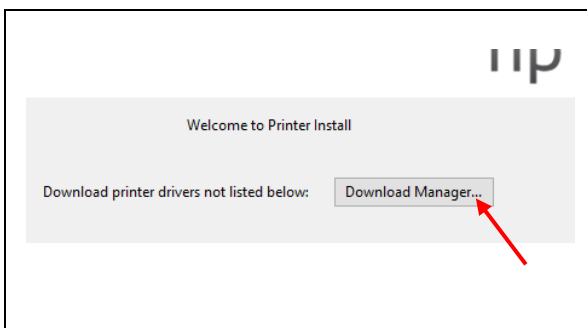 Welcome to Printer Install
Download printer drivers not listed below:  Download Manager...